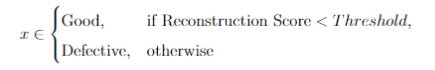 Good, if Reconstruction Score < Threshold,
x ∈
Defective, otherwise